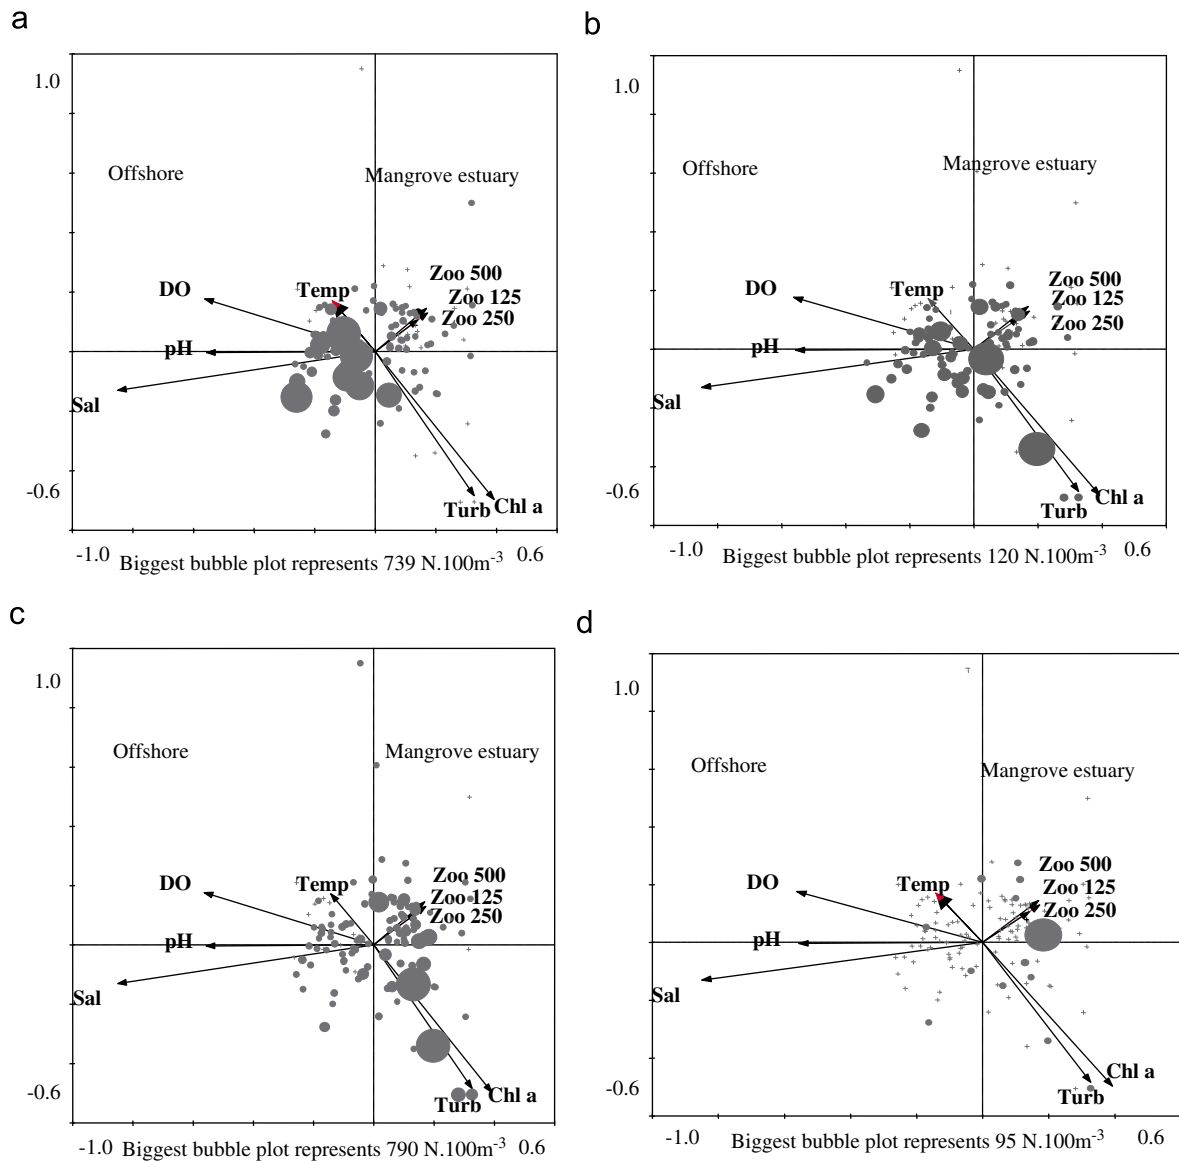 a
1.0
Offshore
Mangrove estuary
Zoo 500
DO
Temp
Zoo 125
Zoo 250
pH
Sal
-0.6
Turb
Chl a
-1.0
Biggest bubble plot represents 739 N.100m-3
0.6
b
1.0
Offshore
Mangrove estuary
Zoo 500
DO
Temp
Zoo 125
Zoo 250
pH
Sal
-0.6
Turb
Chl a
-1.0
Biggest bubble plot represents 120 N.100m-3
0.6
c
1.0
Offshore
Mangrove estuary
Zoo 500
DO
Temp
Zoo 125
Zoo 250
pH
Sal
-0.6
Turb
Chl a
-1.0
Biggest bubble plot represents 790 N.100m-3
0.6
d
1.0
Offshore
Mangrove estuary
Zoo 500
DO
Temp
Zoo 125
Zoo 250
pH
Sal
-0.6
Chl a
Turb
-1.0
Biggest bubble plot represents 95 N.100m-3
0.6